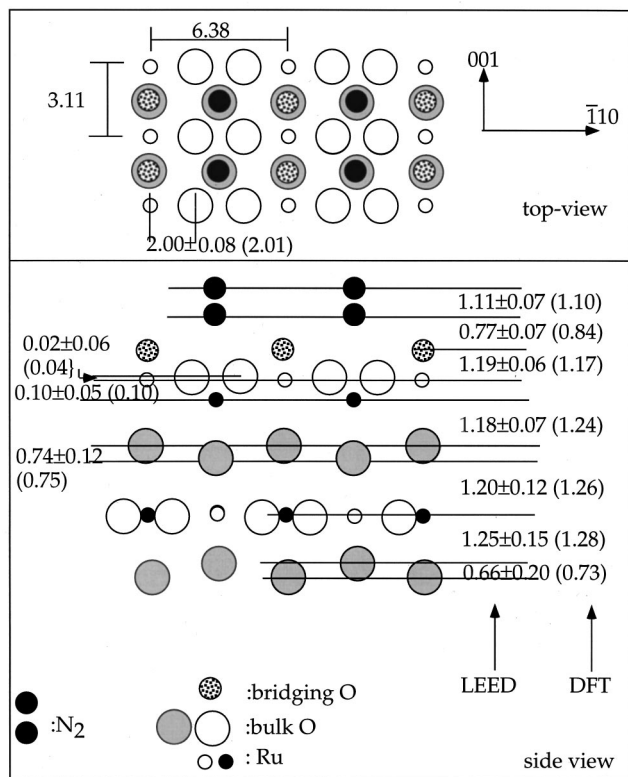 6.38
001
3.11
1̅10
top-view
2.00±0.08 (2.01)
1.11±0.07 (1.10)
0.77±0.07 (0.84)
0.02±0.06
(0.04}
1.19±0.06 (1.17)
0.10±0.05 (0.10)
1.18±0.07 (1.24)
0.74±0.12
(0.75)
1.20±0.12 (1.26)
1.25±0.15 (1.28)
0.66±0.20 (0.73)
LEED DFT
:bridging O
:N2
:bulk O
: Ru
side view